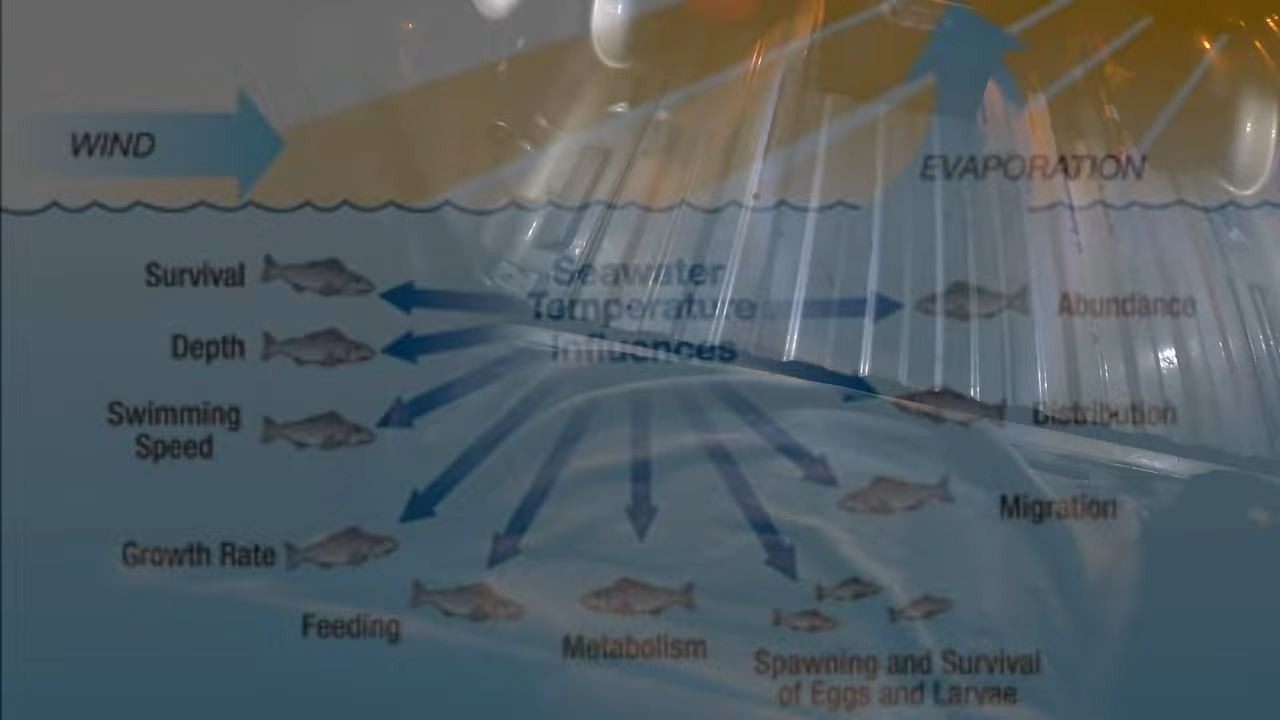 WIND
EVAPORATION
Seawater
Temperature
Influences
Survival
Abundance
Depth
Swimming
Speed
Distribution
Migration
Growth Rate
Feeding
Metabolism
Spawning and Survival
of Eggs and Larvae